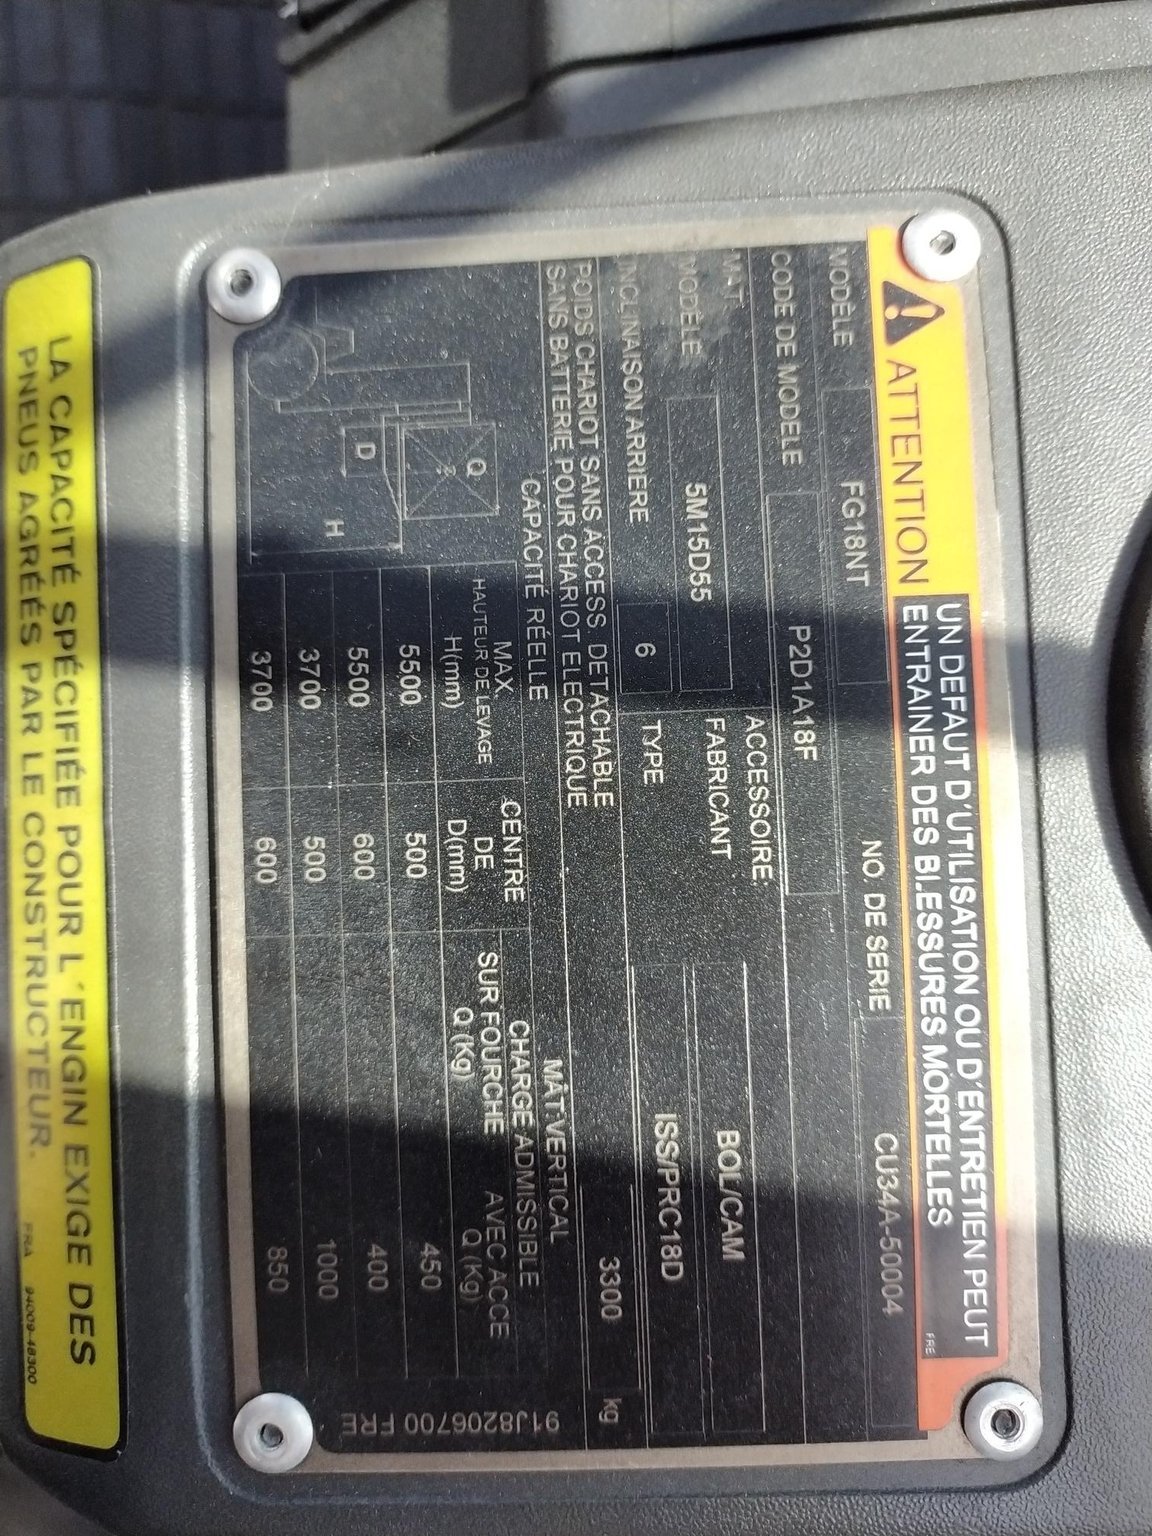 ATTENTION
UN DEFAUT D'UTILISATION OU D'ENTRETIEN PEUT
ENTRAINER DES BLESSURES MORTELLES
FRE
MODELE FG18NT NO. DE SERIE CU34A-50004
CODE DE MODELE P2D1A18F
MAT ACCESSOIRE:
MODELE 5M15D55 FABRICANT BOL/CAM
INCLINAISON ARRIERE 6 TYPE ISS/PRC18D
POIDS CHARIOT SANS ACCESS. DETACHABLE
SANS BATTERIE POUR CHARIOT ELECTRIQUE 3300 kg
CAPACITÉ RÉELLE MÂT:VERTICAL
MAX. CENTRE CHARGE ADMISSIBLE
HAUTEUR DE LEVAGE DE SUR FOURCHE AVEC ACCE
H(mm) D(mm) Q(Kg) Q (Kg)
5500 500 450
5500 600 400
3700 500 1000
3700 600 850
Q
D
H
91J8206700 FRE
LA CAPACITÉ SPÉCIFIÉE POUR L'ENGIN EXIGE DES
PNEUS AGRÉÉS PAR LE CONSTRUCTEUR.
FRA 94009-48300